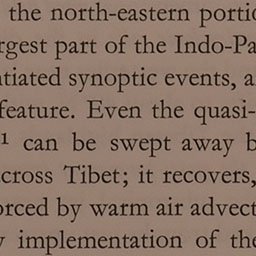 the north-eastern portio
rgest part of the Indo-Pa
ntiated synoptic events, a
feature. Even the quasi-
¹ can be swept away b
cross Tibet; it recovers,
orced by warm air advect
y implementation of the